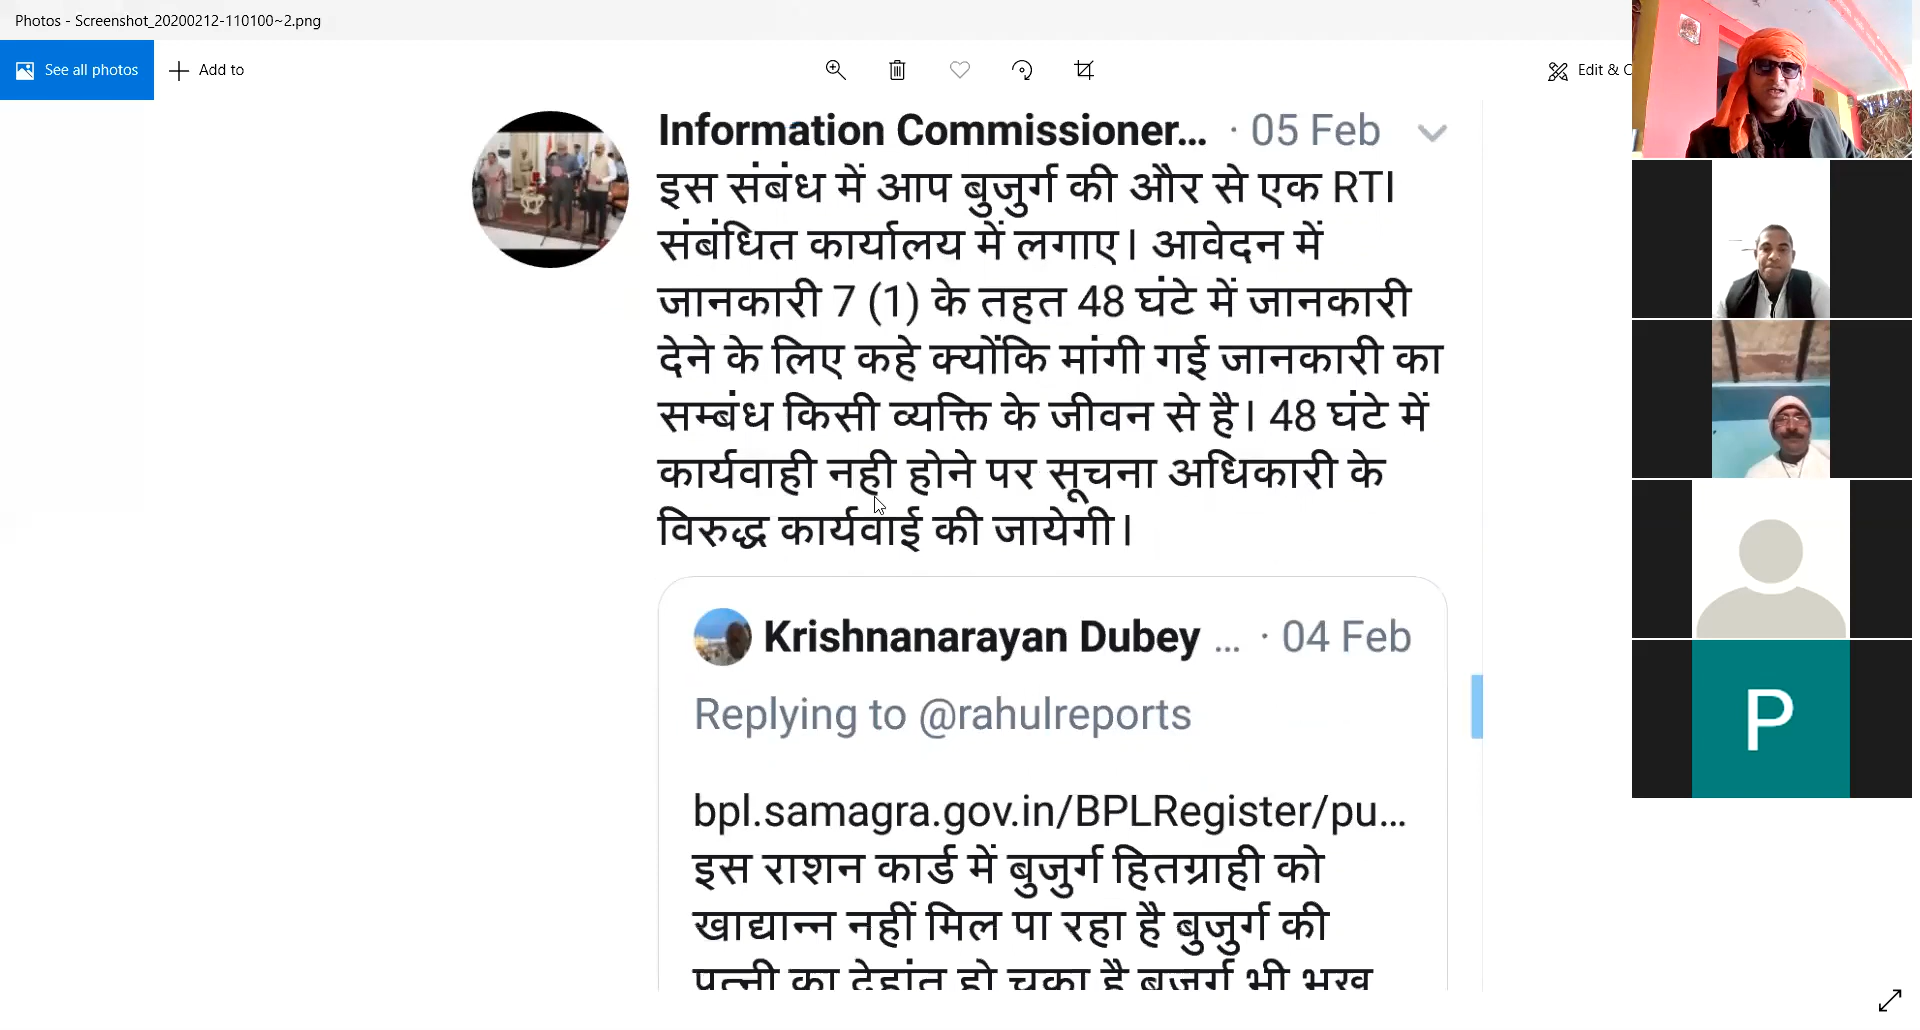 Photos - Screenshot_20200212-110100~2.png
See all photos
Add to
Edit & C
Information Commissioner... · 05 Feb
इस संबंध में आप बुजुर्ग की और से एक RTI
संबंधित कार्यालय में लगाए। आवेदन में
जानकारी 7 (1) के तहत 48 घंटे में जानकारी
देने के लिए कहे क्योंकि मांगी गई जानकारी का
सम्बंध किसी व्यक्ति के जीवन से है। 48 घंटे में
कार्यवाही नही होने पर सूचना अधिकारी के
विरुद्ध कार्यवाई की जायेगी।
Krishnanarayan Dubey ... · 04 Feb
Replying to @rahulreports
bpl.samagra.gov.in/BPLRegister/pu...
इस राशन कार्ड में बुजुर्ग हितग्राही को
खाद्यान्न नहीं मिल पा रहा है बुजुर्ग की
पत्नी का देहांत हो चुका है बुजुर्ग भी भूख
P